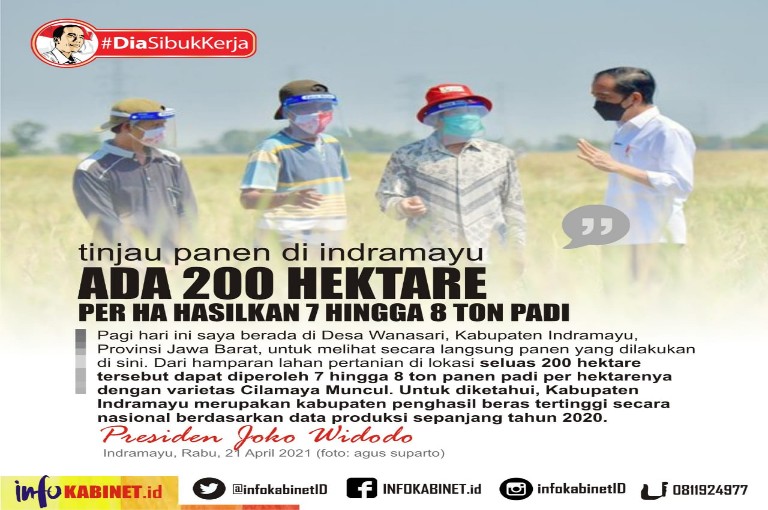 #DiaSibukKerja
tinjau panen di indramayu
ADA 200 HEKTARE
PER HA HASILKAN 7 HINGGA 8 TON PADI
Pagi hari ini saya berada di Desa Wanasari, Kabupaten Indramayu,
Provinsi Jawa Barat, untuk melihat secara langsung panen yang dilakukan
di sini. Dari hamparan lahan pertanian di lokasi seluas 200 hektare
tersebut dapat diperoleh 7 hingga 8 ton panen padi per hektarenya
dengan varietas Cilamaya Muncul. Untuk diketahui, Kabupaten
Indramayu merupakan kabupaten penghasil beras tertinggi secara
nasional berdasarkan data produksi sepanjang tahun 2020.
Presiden Joko Widodo
Indramayu, Rabu, 21 April 2021 (foto: agus suparto)
info KABINET.id @infokabinetID INFOKABINET.id infokabinetID 0811924977